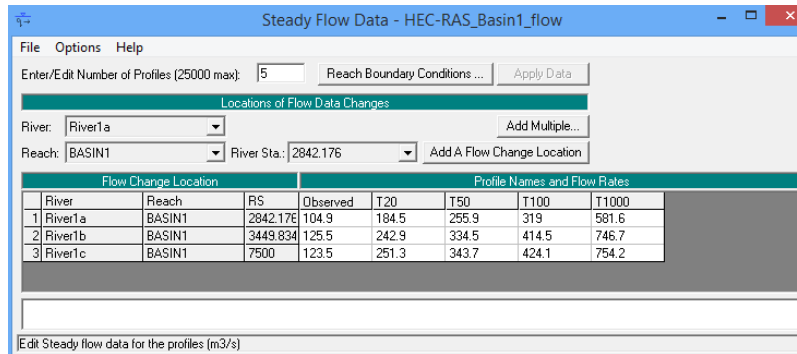 Steady Flow Data - HEC-RAS_Basin1_flow
File Options Help
Enter/Edit Number of Profiles (25000 max): 5 Reach Boundary Conditions ... Apply Data
Locations of Flow Data Changes
River: River1a Add Multiple...
Reach: BASIN1 River Sta.: 2842.176 Add A Flow Change Location
Flow Change Location Profile Names and Flow Rates
River Reach RS Observed T20 T50 T100 T1000
1 River1a BASIN1 2842.176 104.9 184.5 255.9 319 581.6
2 River1b BASIN1 3449.834 125.5 242.9 334.5 414.5 746.7
3 River1c BASIN1 7500 123.5 251.3 343.7 424.1 754.2
Edit Steady flow data for the profiles (m3/s)